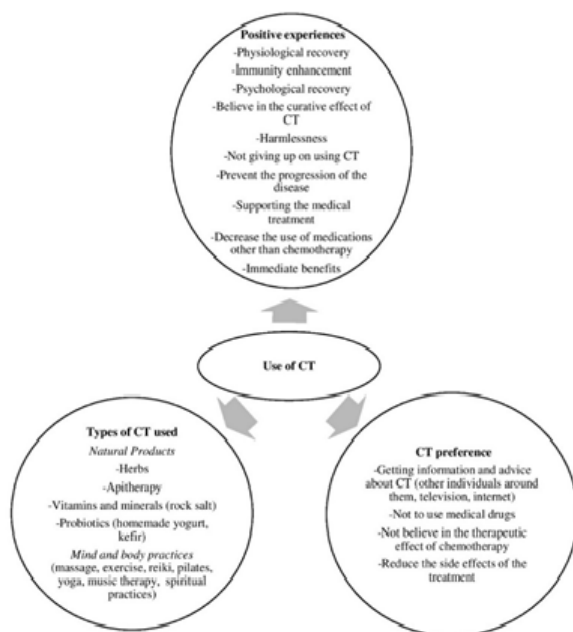 Positive experiences
-Physiological recovery
-Immunity enhancement
-Psychological recovery
-Believe in the curative effect of
CT
-Harmlessness
-Not giving up on using CT
-Prevent the progression of the
disease
-Supporting the medical
treatment
-Decrease the use of medications
other than chemotherapy
-Immediate benefits
Use of CT
Types of CT used
Natural Products
-Herbs
-Apitherapy
-Vitamins and minerals (rock salt)
-Probiotics (homemade yogurt,
kefir)
Mind and body practices
(massage, exercise, reiki, pilates,
yoga, music therapy, spiritual
practices)
CT preference
-Getting information and advice
about CT (other individuals around
them, television, internet)
-Not to use medical drugs
-Not believe in the therapeutic
effect of chemotherapy
-Reduce the side effects of the
treatment